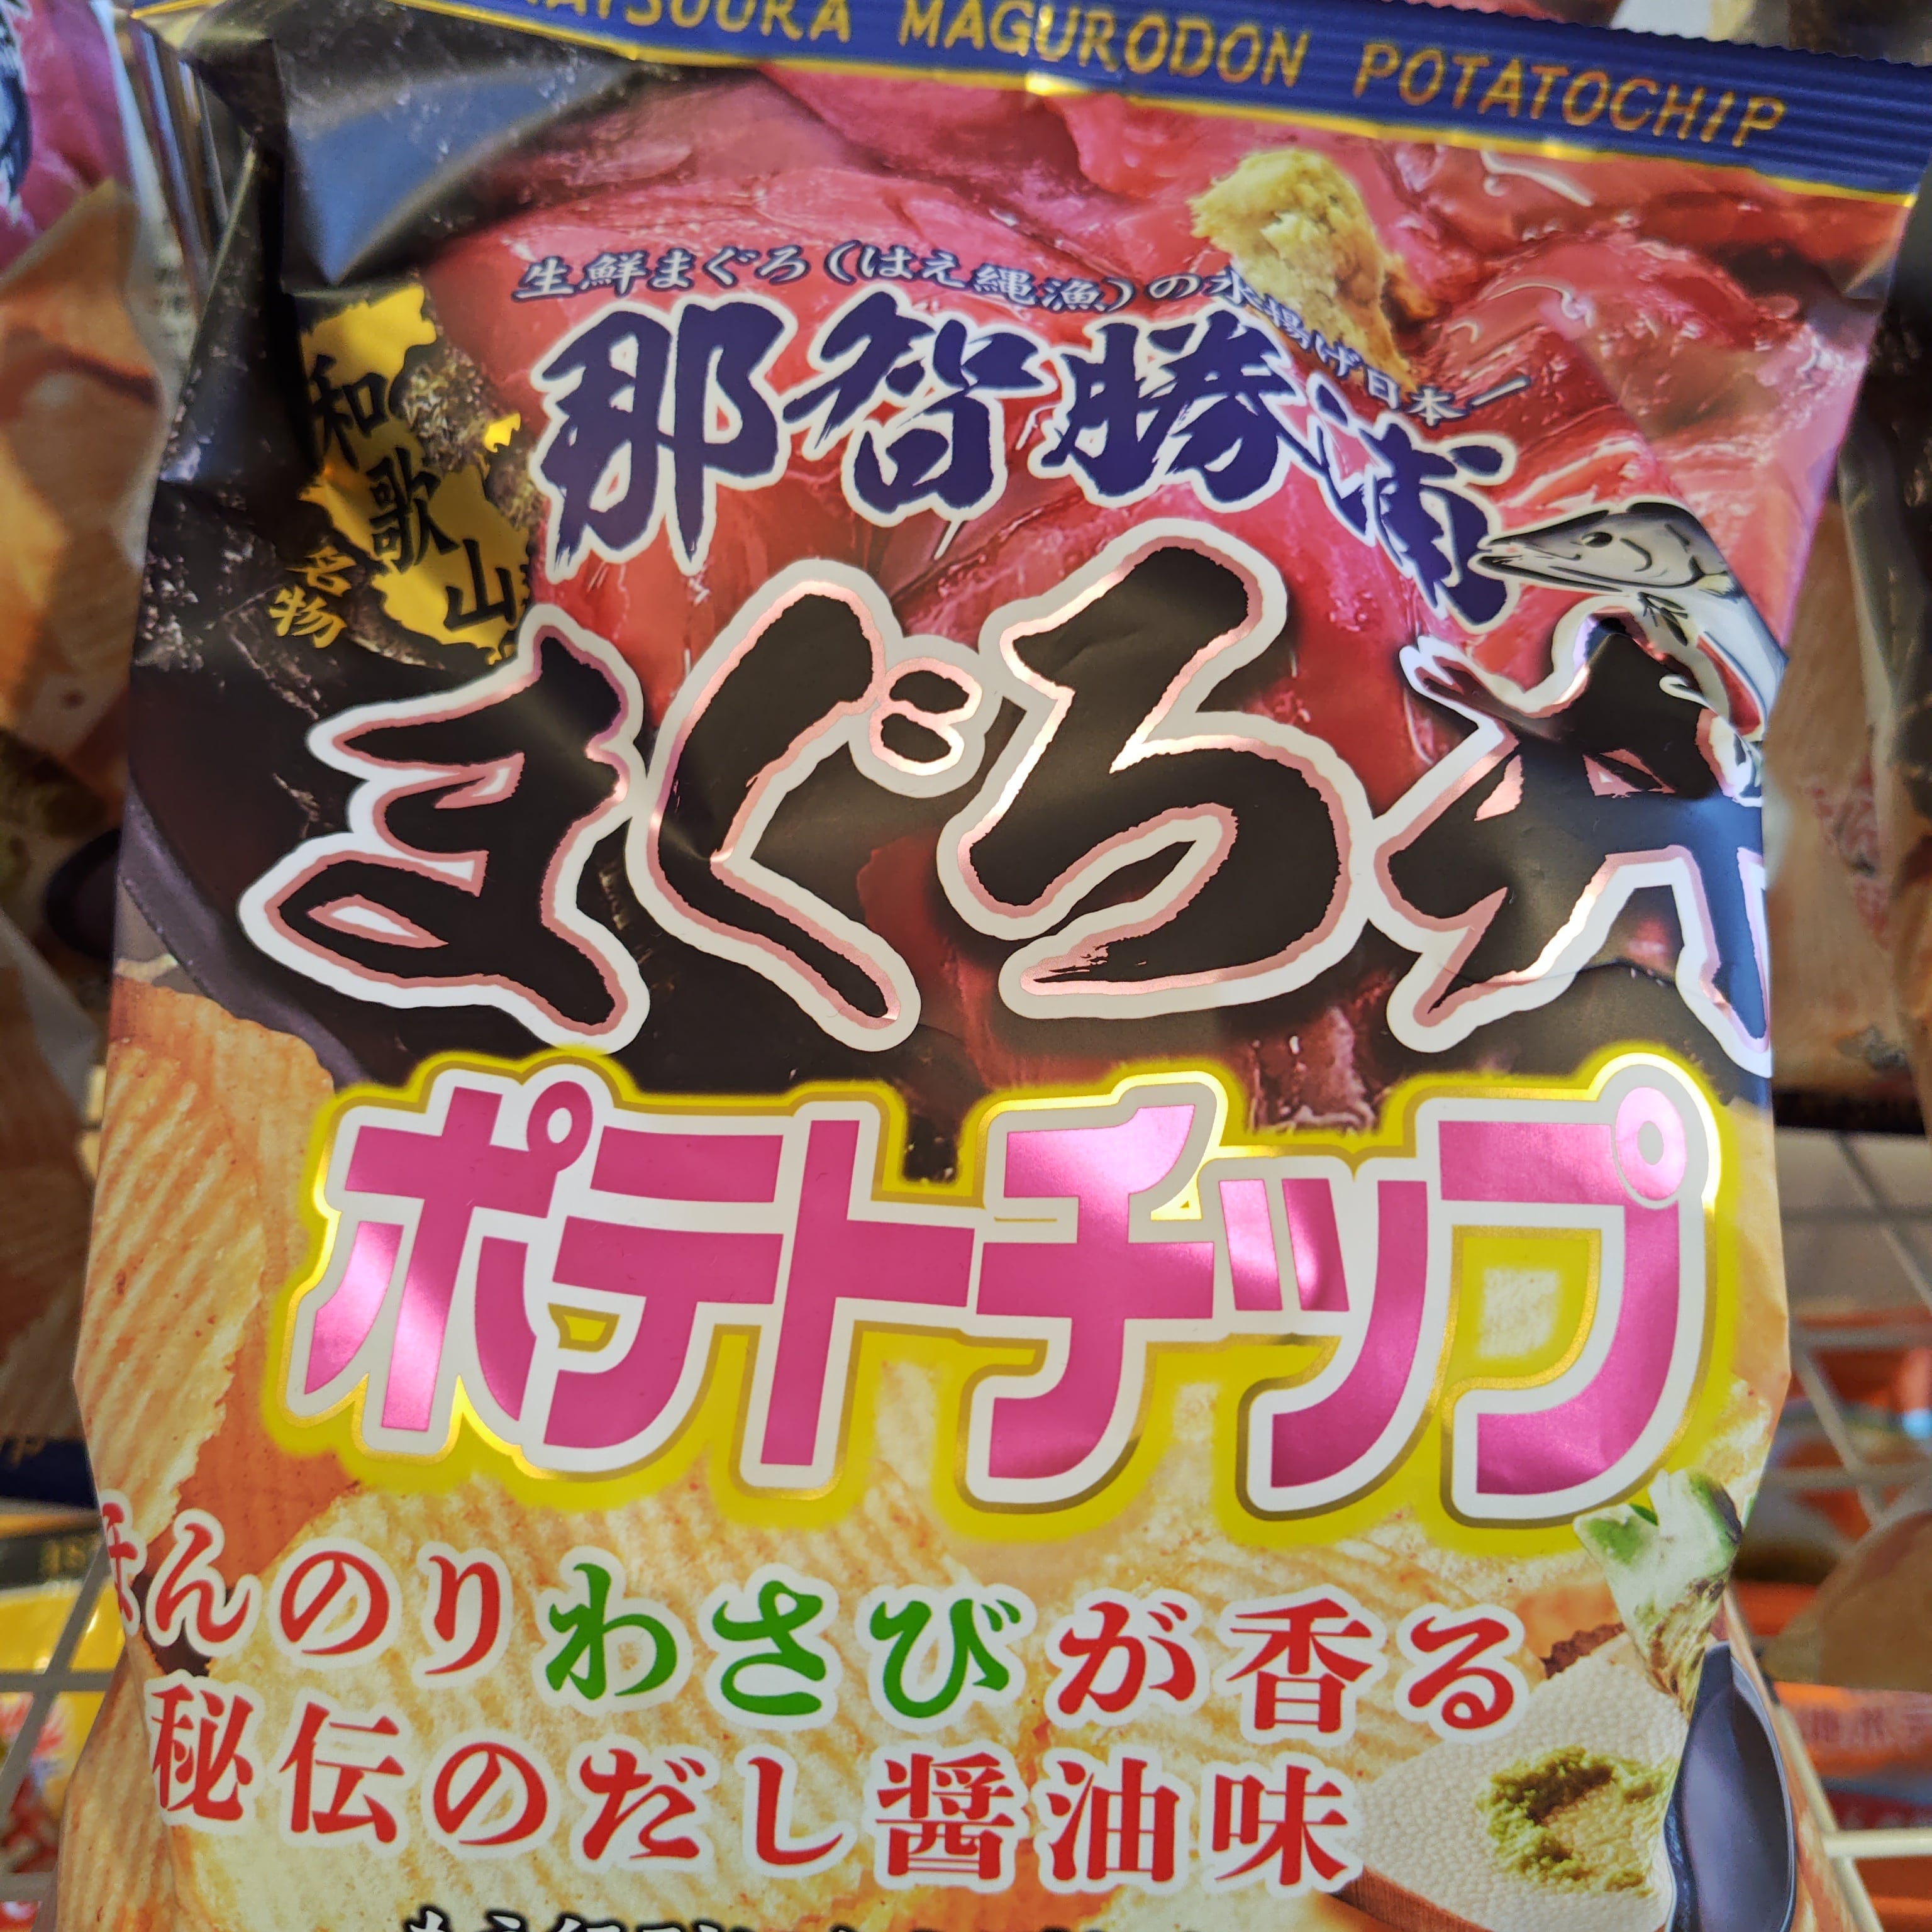 MAGURODON POTATOCHIP
生鮮まぐろ(はえ縄漁)の水揚げ日本一
那智勝浦
和歌山
名物
まぐろ
ポテトチップ
ほんのりわさびが香る
秘伝のだし醤油味